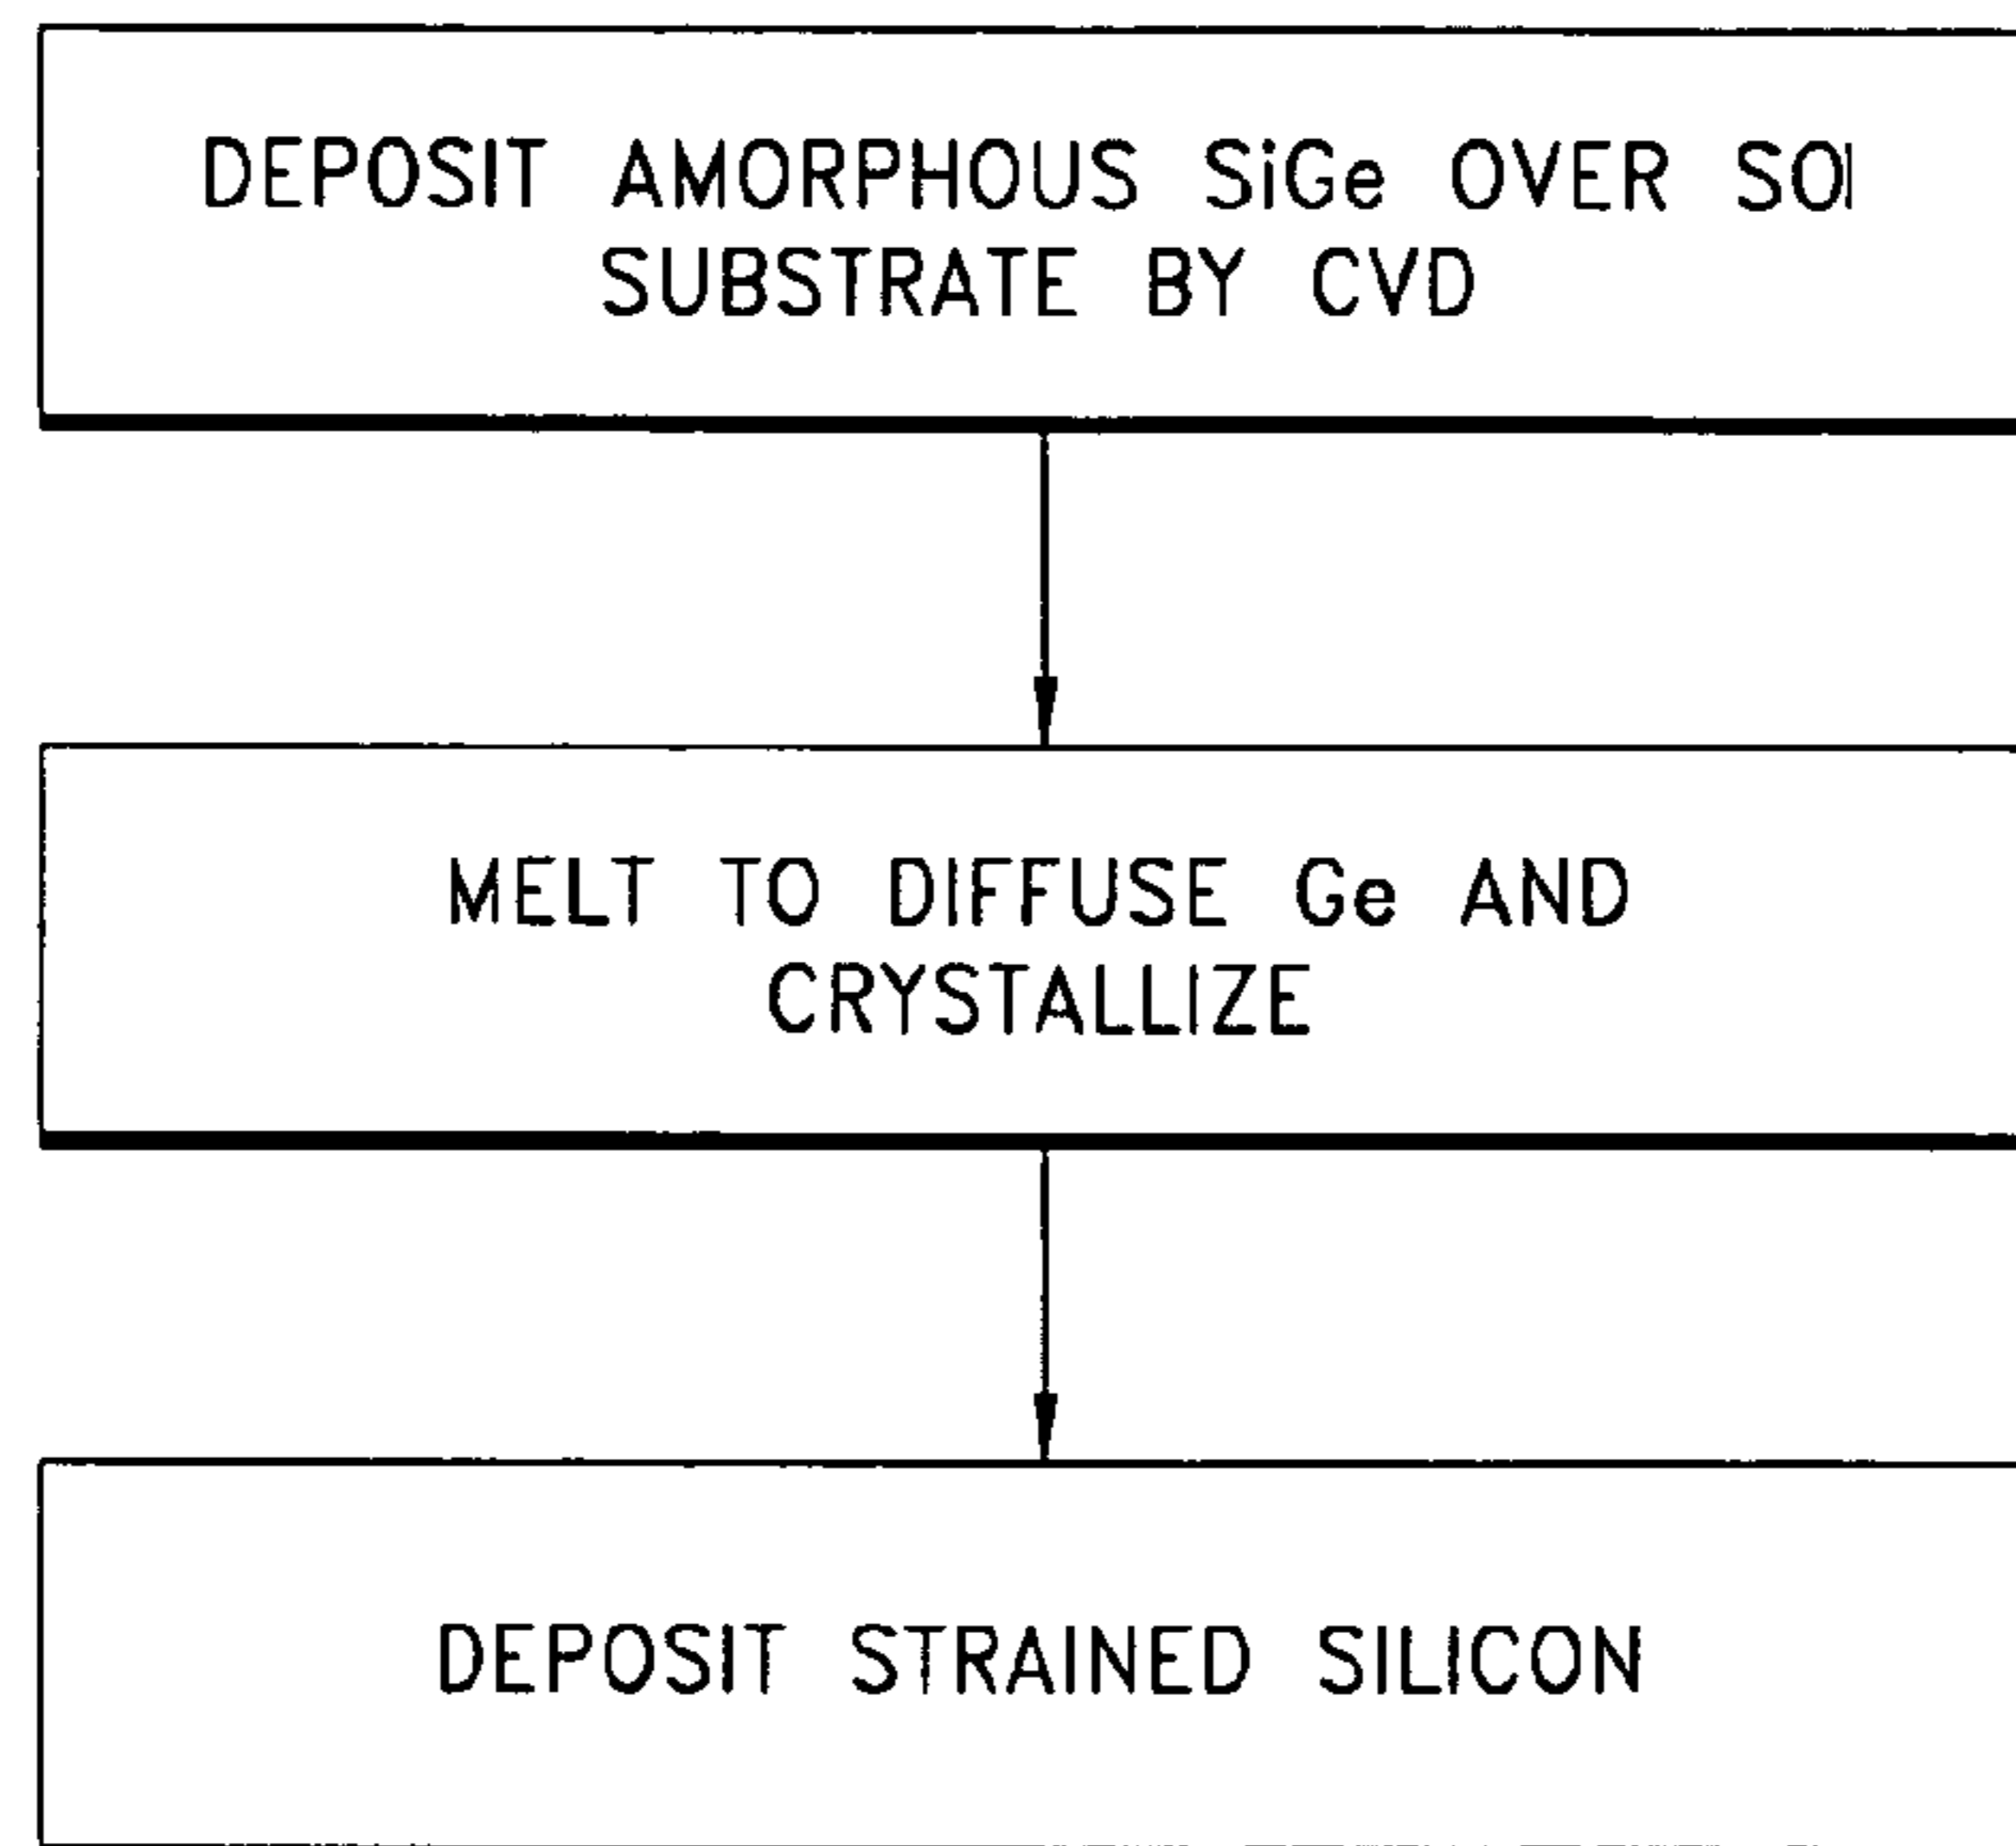 DEPOSIT AMORPHOUS SiGe OVER SOI
SUBSTRATE BY CVD
MELT TO DIFFUSE Ge AND
CRYSTALLIZE
DEPOSIT STRAINED SILICON